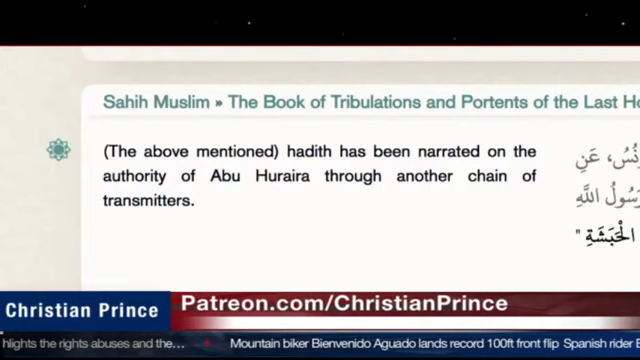 Sahih Muslim » The Book of Tribulations and Portents of the Last
(The above mentioned) hadith has been narrated on the
authority of Abu Huraira through another chain of
transmitters.
عَنِ
رَسُولُ اللَّهِ
الْحَبَشَةِ "
Christian Prince
Patreon.com/ChristianPrince
hlights the rights abuses and the... Mountain biker Bienvenido Aguado lands record 100ft front flip Spanish rider